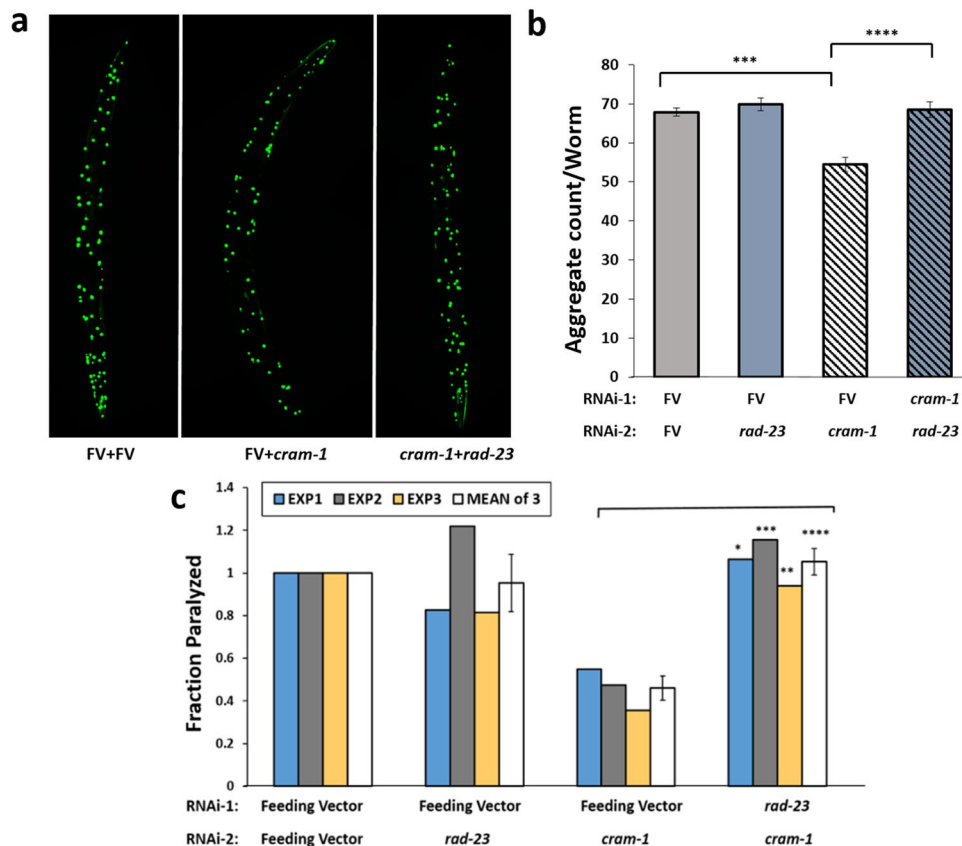 a
FV+FV
FV+cram-1
cram-1+rad-23
b
Aggregate count/Worm
80
70
60
50
40
30
20
10
0
***
****
RNAi-1: FV FV FV cram-1
RNAi-2: FV rad-23 cram-1 rad-23
c
EXP1 EXP2 EXP3 MEAN of 3
Fraction Paralyzed
1.4
1.2
1
0.8
0.6
0.4
0.2
0
* *** ** ****
RNAi-1: Feeding Vector Feeding Vector Feeding Vector rad-23
RNAi-2: Feeding Vector rad-23 cram-1 cram-1